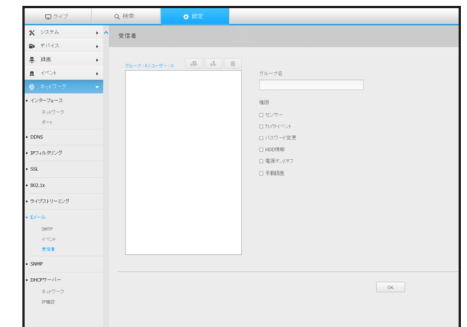 ライブ
検索
設定
システム
デバイス
録画
イベント
ネットワーク
インターフェース
ネットワーク
ポート
DDNS
IPフィルタリング
SSL
802.1x
ライブストリーミング
Eメール
SMTP
イベント
受信者
SNMP
DHCPサーバー
ネットワーク
IP確認
受信者
グループ名
権限
センサー
カメライベント
パスワード変更
HDD情報
電源オン/オフ
手動録画
OK